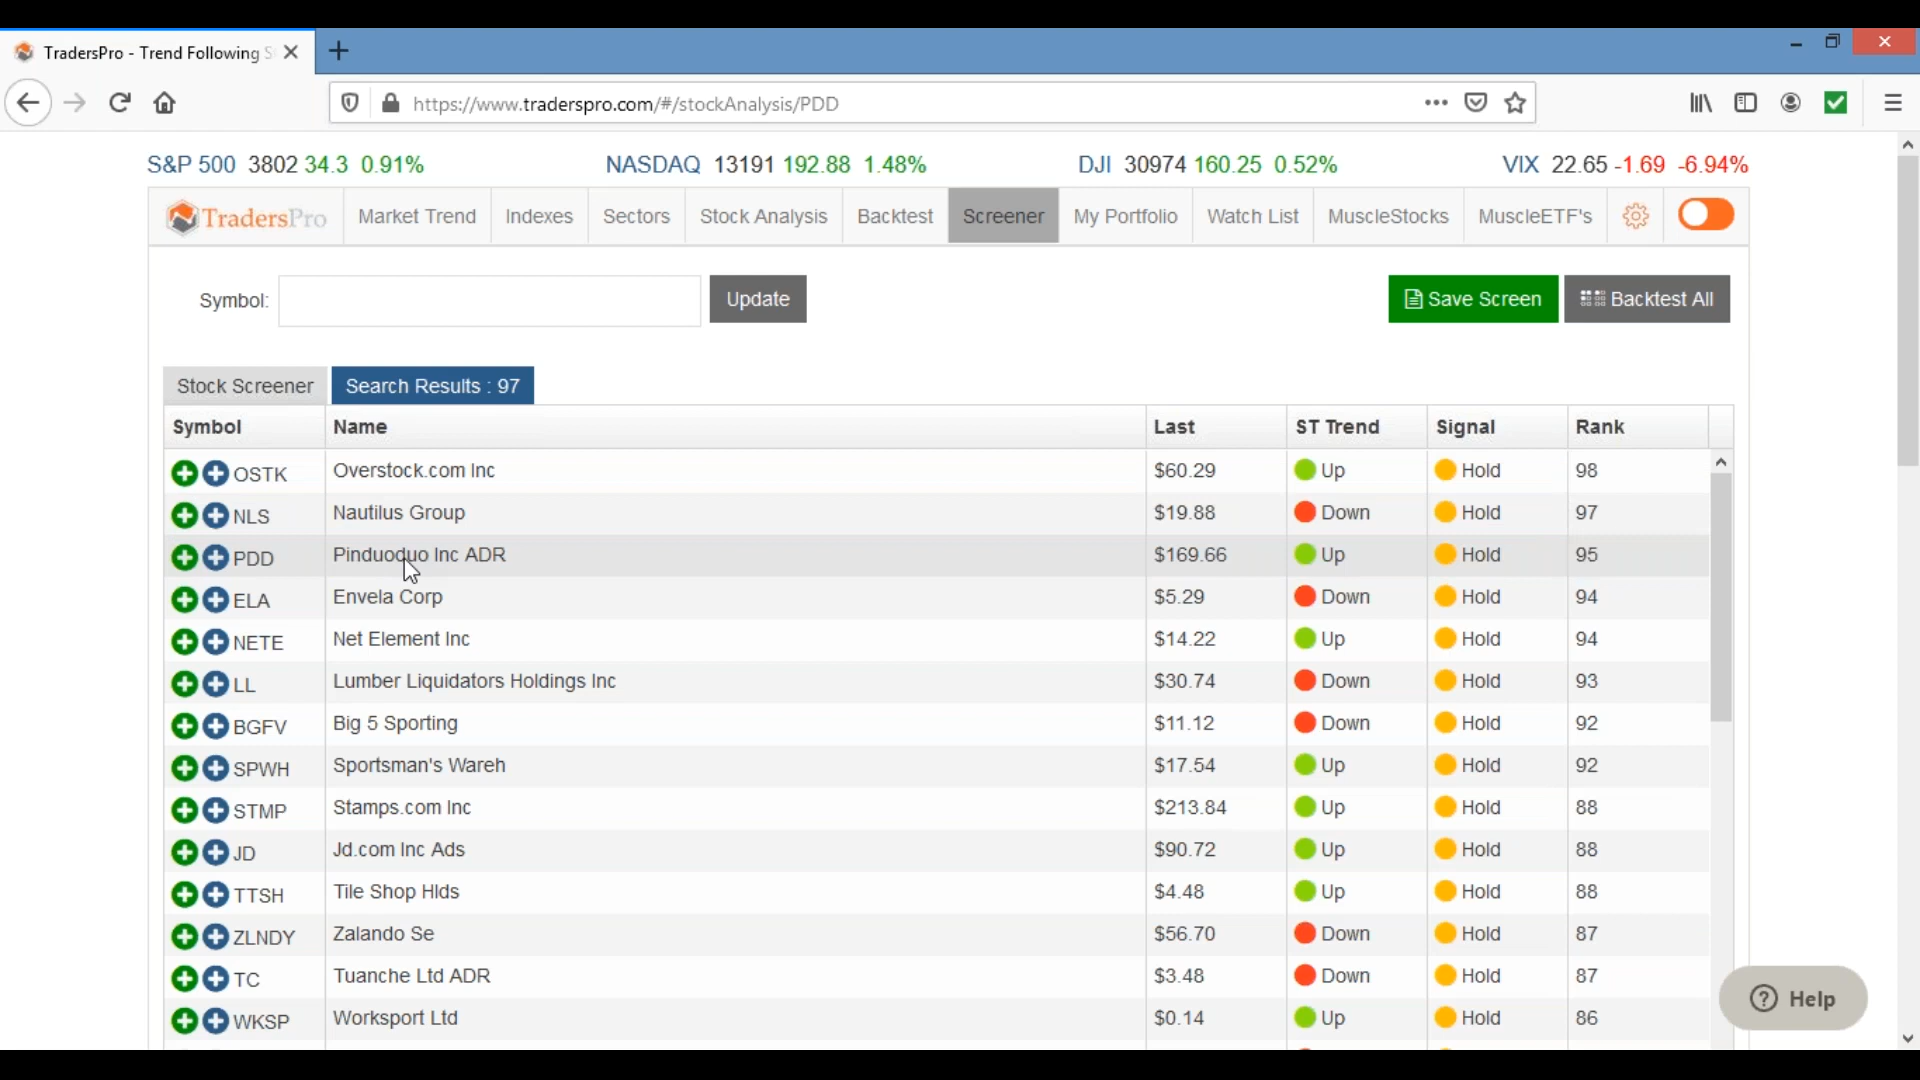 TradersPro - Trend Following S
https://www.traderspro.com/#/stockAnalysis/PDD
S&P 500 3802 34.3 0.91% NASDAQ 13191 192.88 1.48% DJI 30974 160.25 0.52% VIX 22.65 -1.69 -6.94%
TradersPro Market Trend Indexes Sectors Stock Analysis Backtest Screener My Portfolio Watch List MuscleStocks MuscleETF's
Symbol: Update Save Screen Backtest All
Stock Screener Search Results : 97
Symbol Name Last ST Trend Signal Rank
OSTK Overstock.com Inc $60.29 Up Hold 98
NLS Nautilus Group $19.88 Down Hold 97
PDD Pinduoduo Inc ADR $169.66 Up Hold 95
ELA Envela Corp $5.29 Down Hold 94
NETE Net Element Inc $14.22 Up Hold 94
LL Lumber Liquidators Holdings Inc $30.74 Down Hold 93
BGFV Big 5 Sporting $11.12 Down Hold 92
SPWH Sportsman's Wareh $17.54 Up Hold 92
STMP Stamps.com Inc $213.84 Up Hold 88
JD Jd.com Inc Ads $90.72 Up Hold 88
TTSH Tile Shop Hlds $4.48 Up Hold 88
ZLNDY Zalando Se $56.70 Down Hold 87
TC Tuanche Ltd ADR $3.48 Down Hold 87
WKSP Worksport Ltd $0.14 Up Hold 86
Help